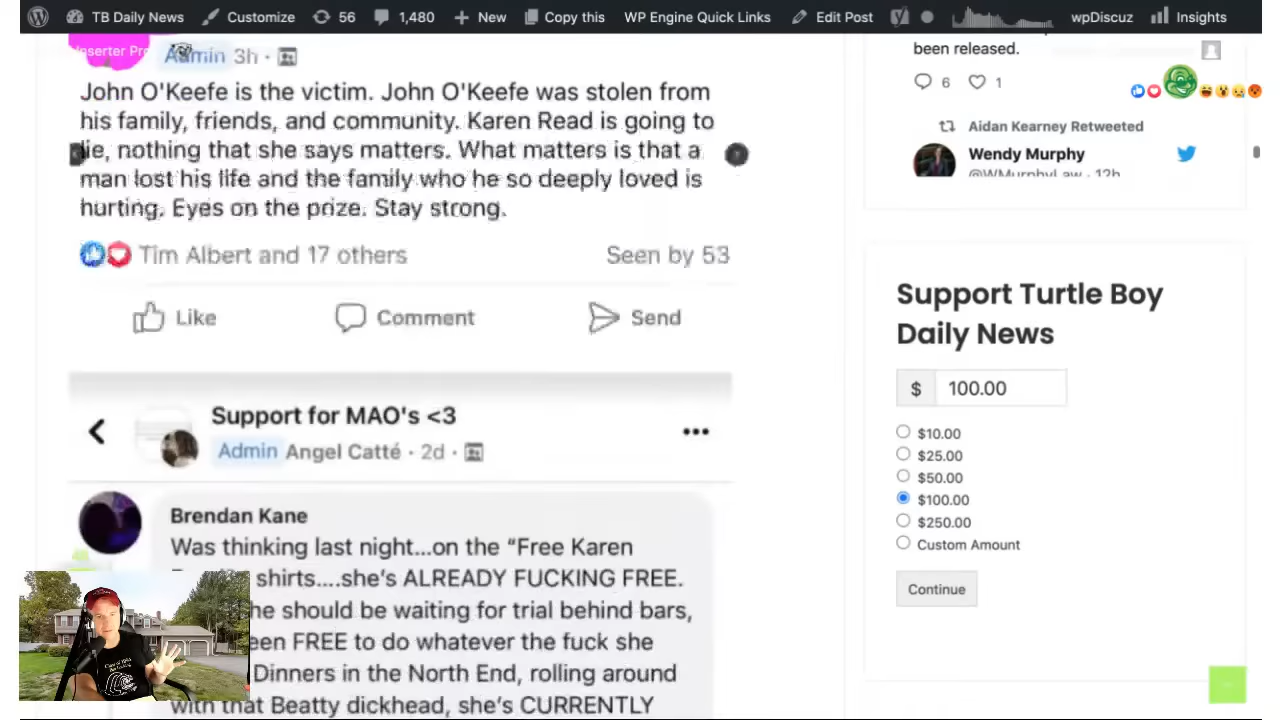 TB Daily News Customize 56 1,480 New Copy this WP Engine Quick Links Edit Post wpDiscuz Insights
Inserter Pro
Admin 3h ·
John O'Keefe is the victim. John O'Keefe was stolen from
his family, friends, and community. Karen Read is going to
lie, nothing that she says matters. What matters is that a
man lost his life and the family who he so deeply loved is
hurting. Eyes on the prize. Stay strong.
Tim Albert and 17 others Seen by 53
Like Comment Send
Support for MAO's <3
Admin Angel Catté · 2d ·
Brendan Kane
Was thinking last night...on the “Free Karen
shirts....she's ALREADY FUCKING FREE.
he should be waiting for trial behind bars,
een FREE to do whatever the fuck she
Dinners in the North End, rolling around
with that Beatty dickhead, she's CURRENTLY
been released.
6 1
Aidan Kearney Retweeted
Wendy Murphy
@WMurphyLaw · 12h
Support Turtle Boy
Daily News
$ 100.00
$10.00
$25.00
$50.00
$100.00
$250.00
Custom Amount
Continue